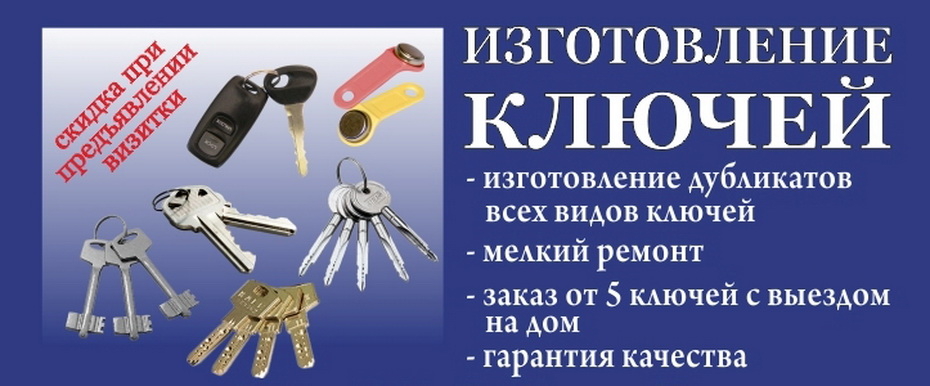 скидка при
предъявлении
визитки
ИЗГОТОВЛЕНИЕ
КЛЮЧЕЙ
- изготовление дубликатов
всех видов ключей
- мелкий ремонт
- заказ от 5 ключей с выездом
на дом
- гарантия качества